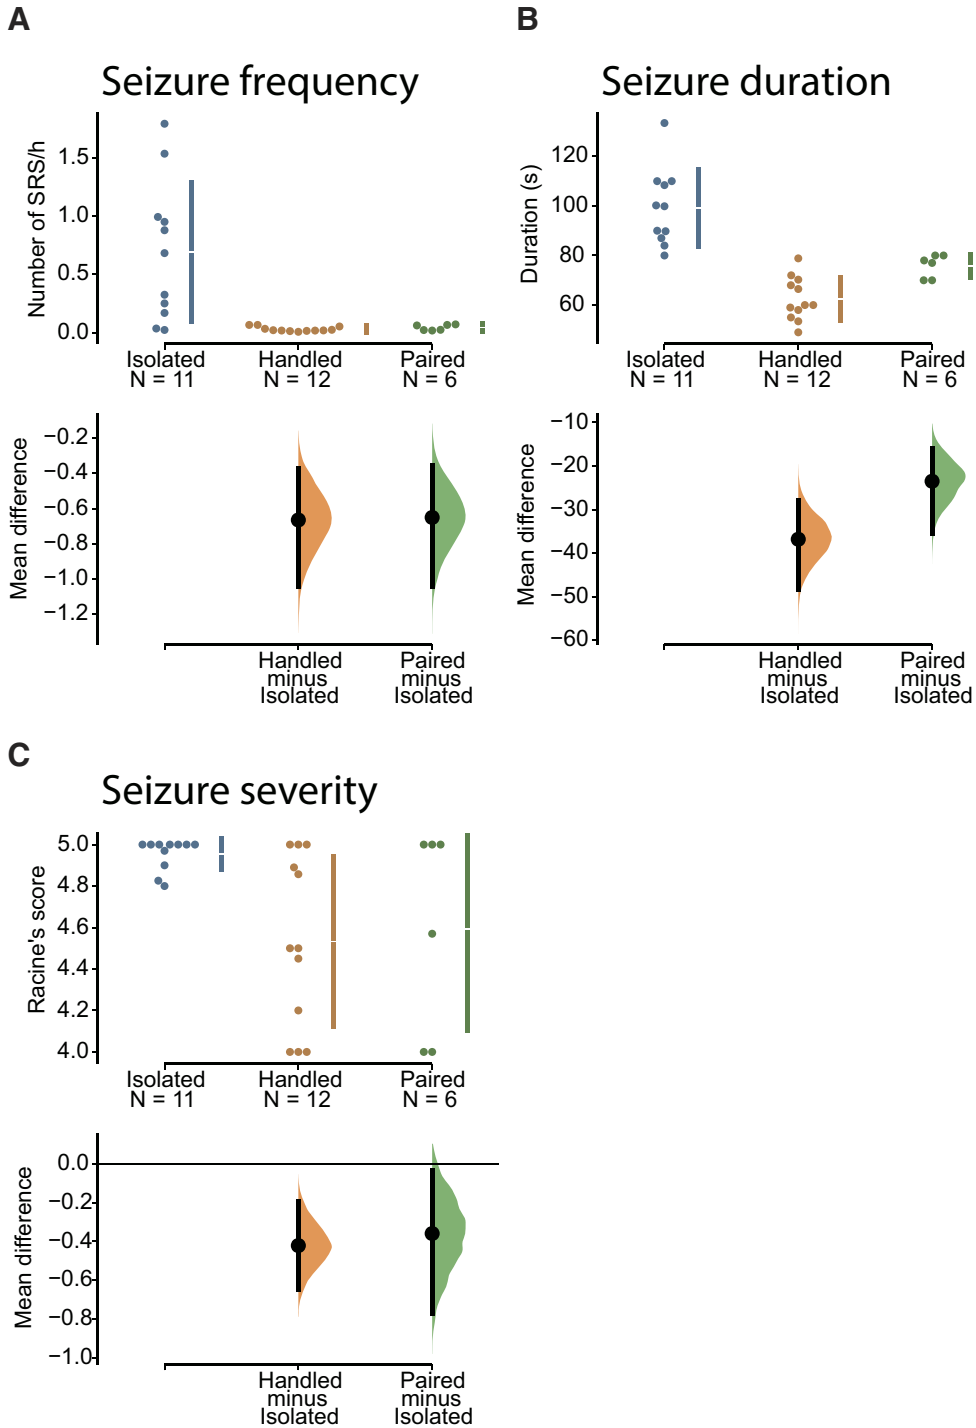 A
Seizure frequency
Number of SRS/h
1.5
1.0
0.5
0.0
Isolated
N = 11
Handled
N = 12
Paired
N = 6
Mean difference
−0.2
−0.4
−0.6
−0.8
−1.0
−1.2
Handled
minus
Isolated
Paired
minus
Isolated
B
Seizure duration
Duration (s)
120
100
80
60
Isolated
N = 11
Handled
N = 12
Paired
N = 6
Mean difference
−10
−20
−30
−40
−50
−60
Handled
minus
Isolated
Paired
minus
Isolated
C
Seizure severity
Racine's score
5.0
4.8
4.6
4.4
4.2
4.0
Isolated
N = 11
Handled
N = 12
Paired
N = 6
Mean difference
0.0
−0.2
−0.4
−0.6
−0.8
−1.0
Handled
minus
Isolated
Paired
minus
Isolated